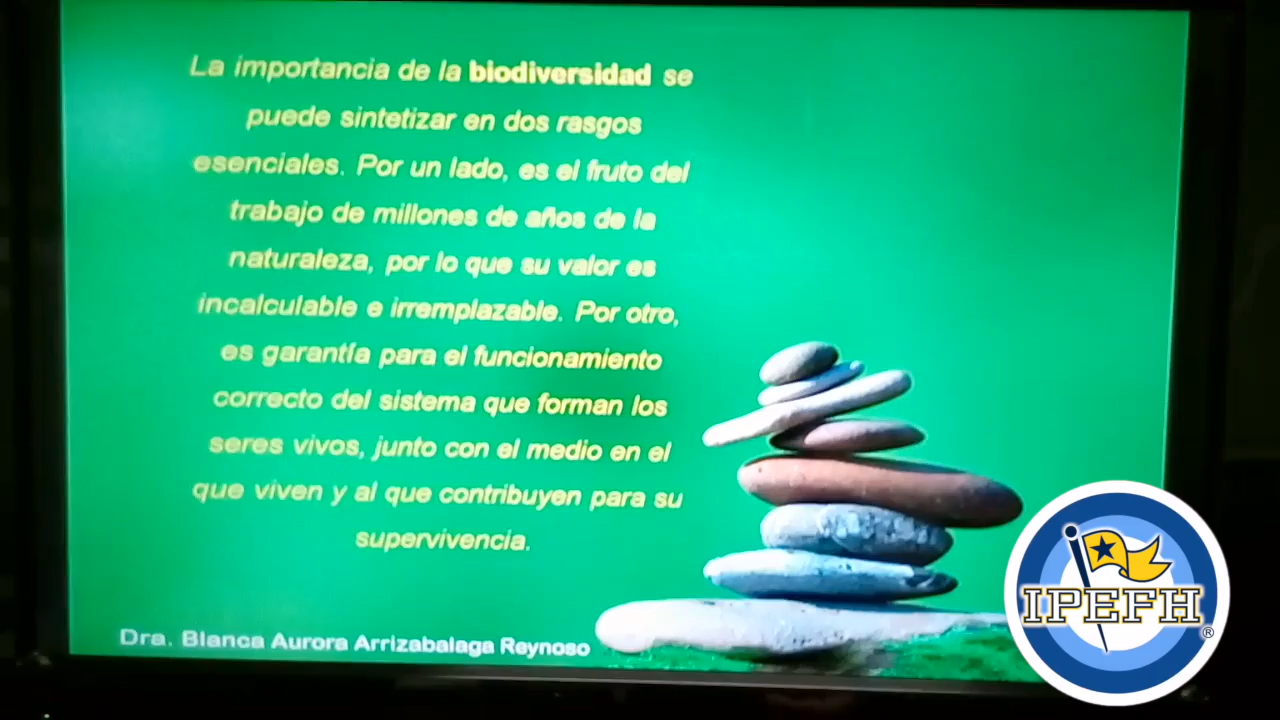 La importancia de la biodiversidad se
puede sintetizar en dos rasgos
esenciales. Por un lado, es el fruto del
trabajo de millones de años de la
naturaleza, por lo que su valor es
incalculable e irremplazable. Por otro,
es garantía para el funcionamiento
correcto del sistema que forman los
seres vivos, junto con el medio en el
que viven y al que contribuyen para su
supervivencia.
Dra. Blanca Aurora Arrizabalaga Reynoso
IPEFH®